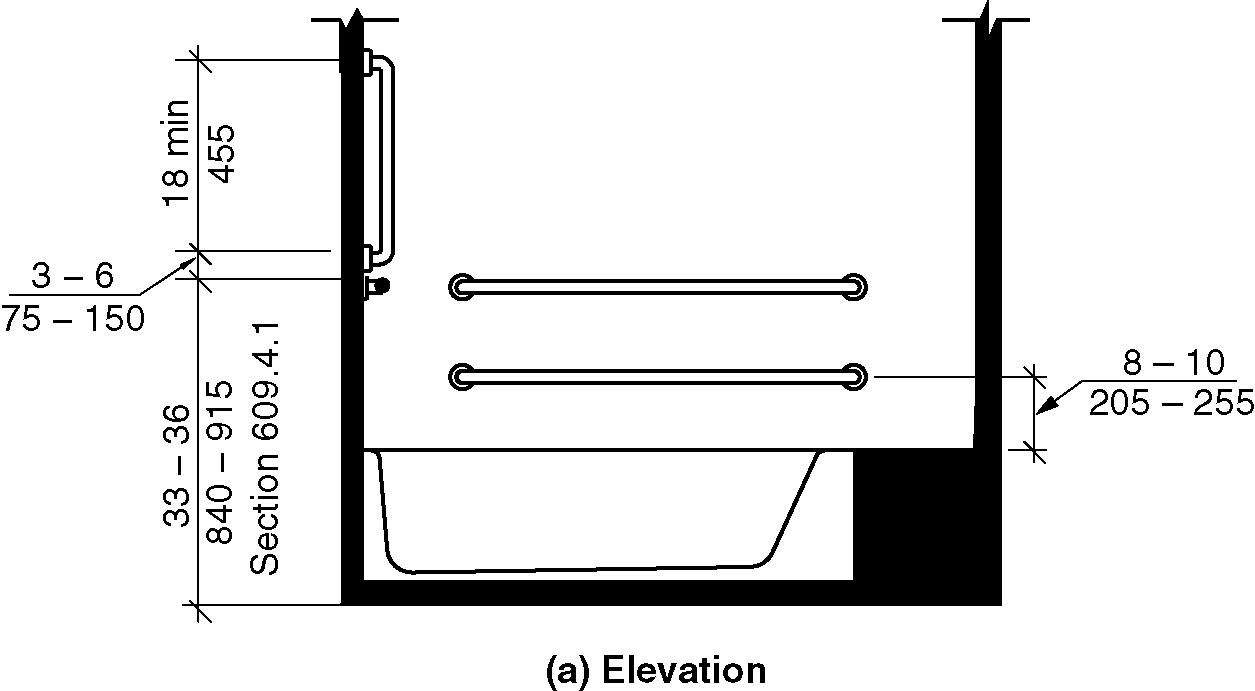 18 min
455
3 – 6
75 – 150
33 – 36
840 – 915
Section 609.4.1
8 – 10
205 – 255
(a) Elevation